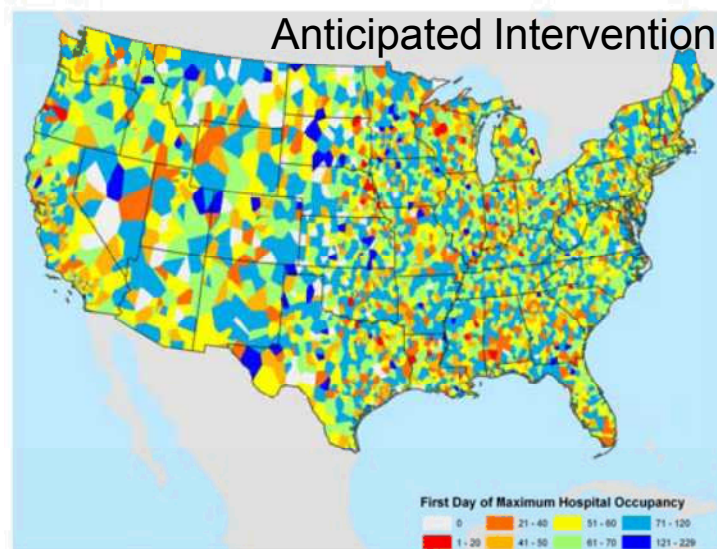 Anticipated Intervention
First Day of Maximum Hospital Occupancy
0 21 - 40 51 - 60 71 - 120
1 - 20 41 - 50 61 - 70 121 - 229